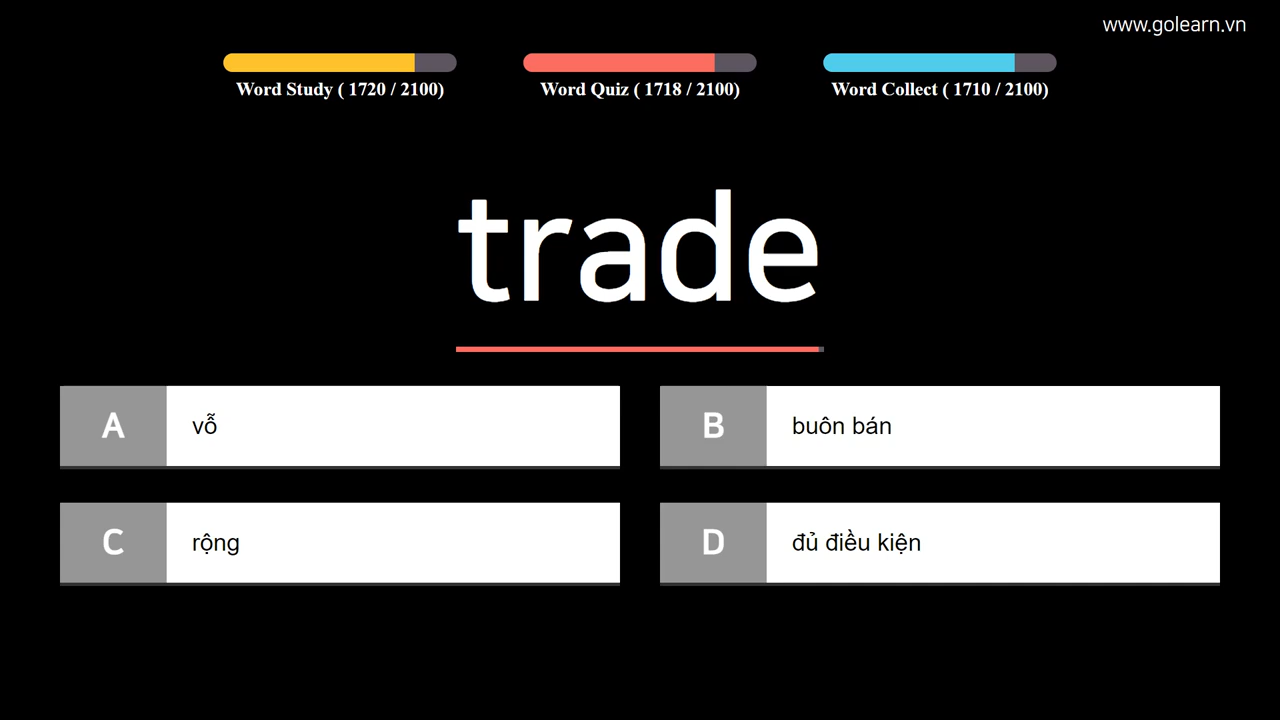 www.golearn.vn
Word Study ( 1720 / 2100)
Word Quiz ( 1718 / 2100)
Word Collect ( 1710 / 2100)
trade
A vỗ
B buôn bán
C rộng
D đủ điều kiện